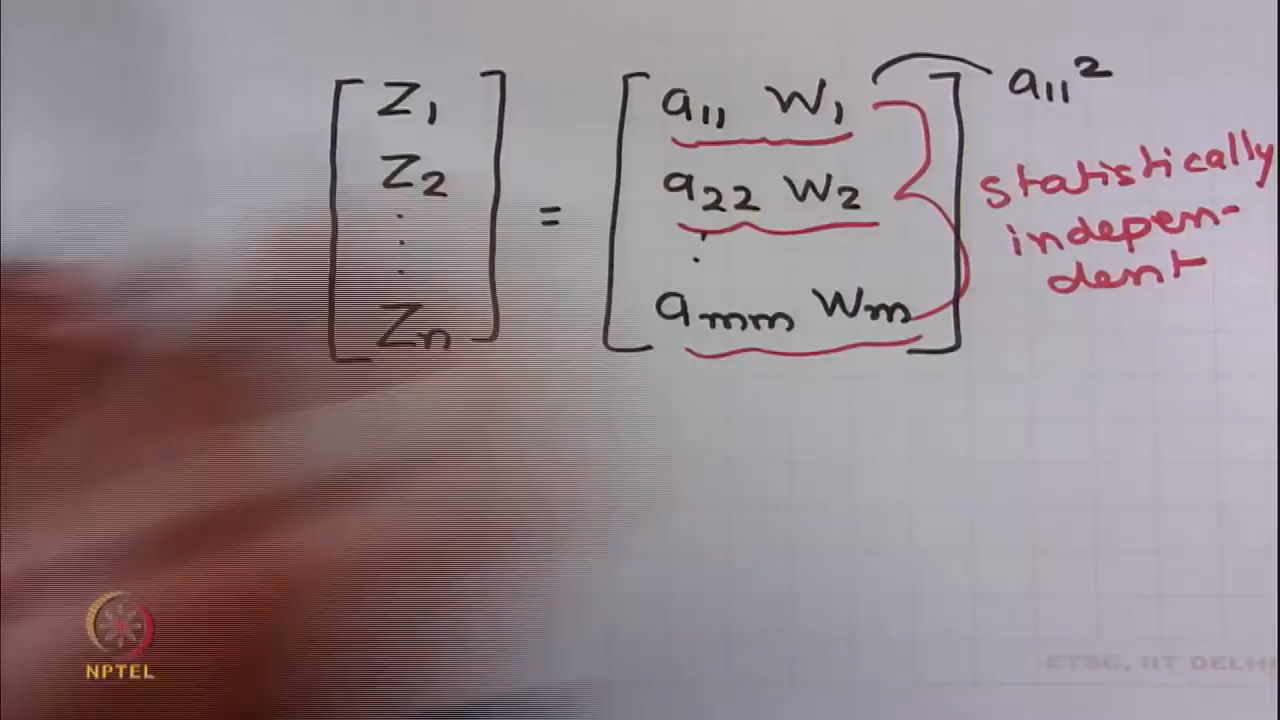 [Z₁] = [a₁₁ W₁] a₁₁²
[Z₂] [a₂₂ W₂] statistically
⋮ ⋮ indepen-
[Zₙ] [aₘₘ Wₘ] dent
NPTEL
ETSC, IIT DELHI